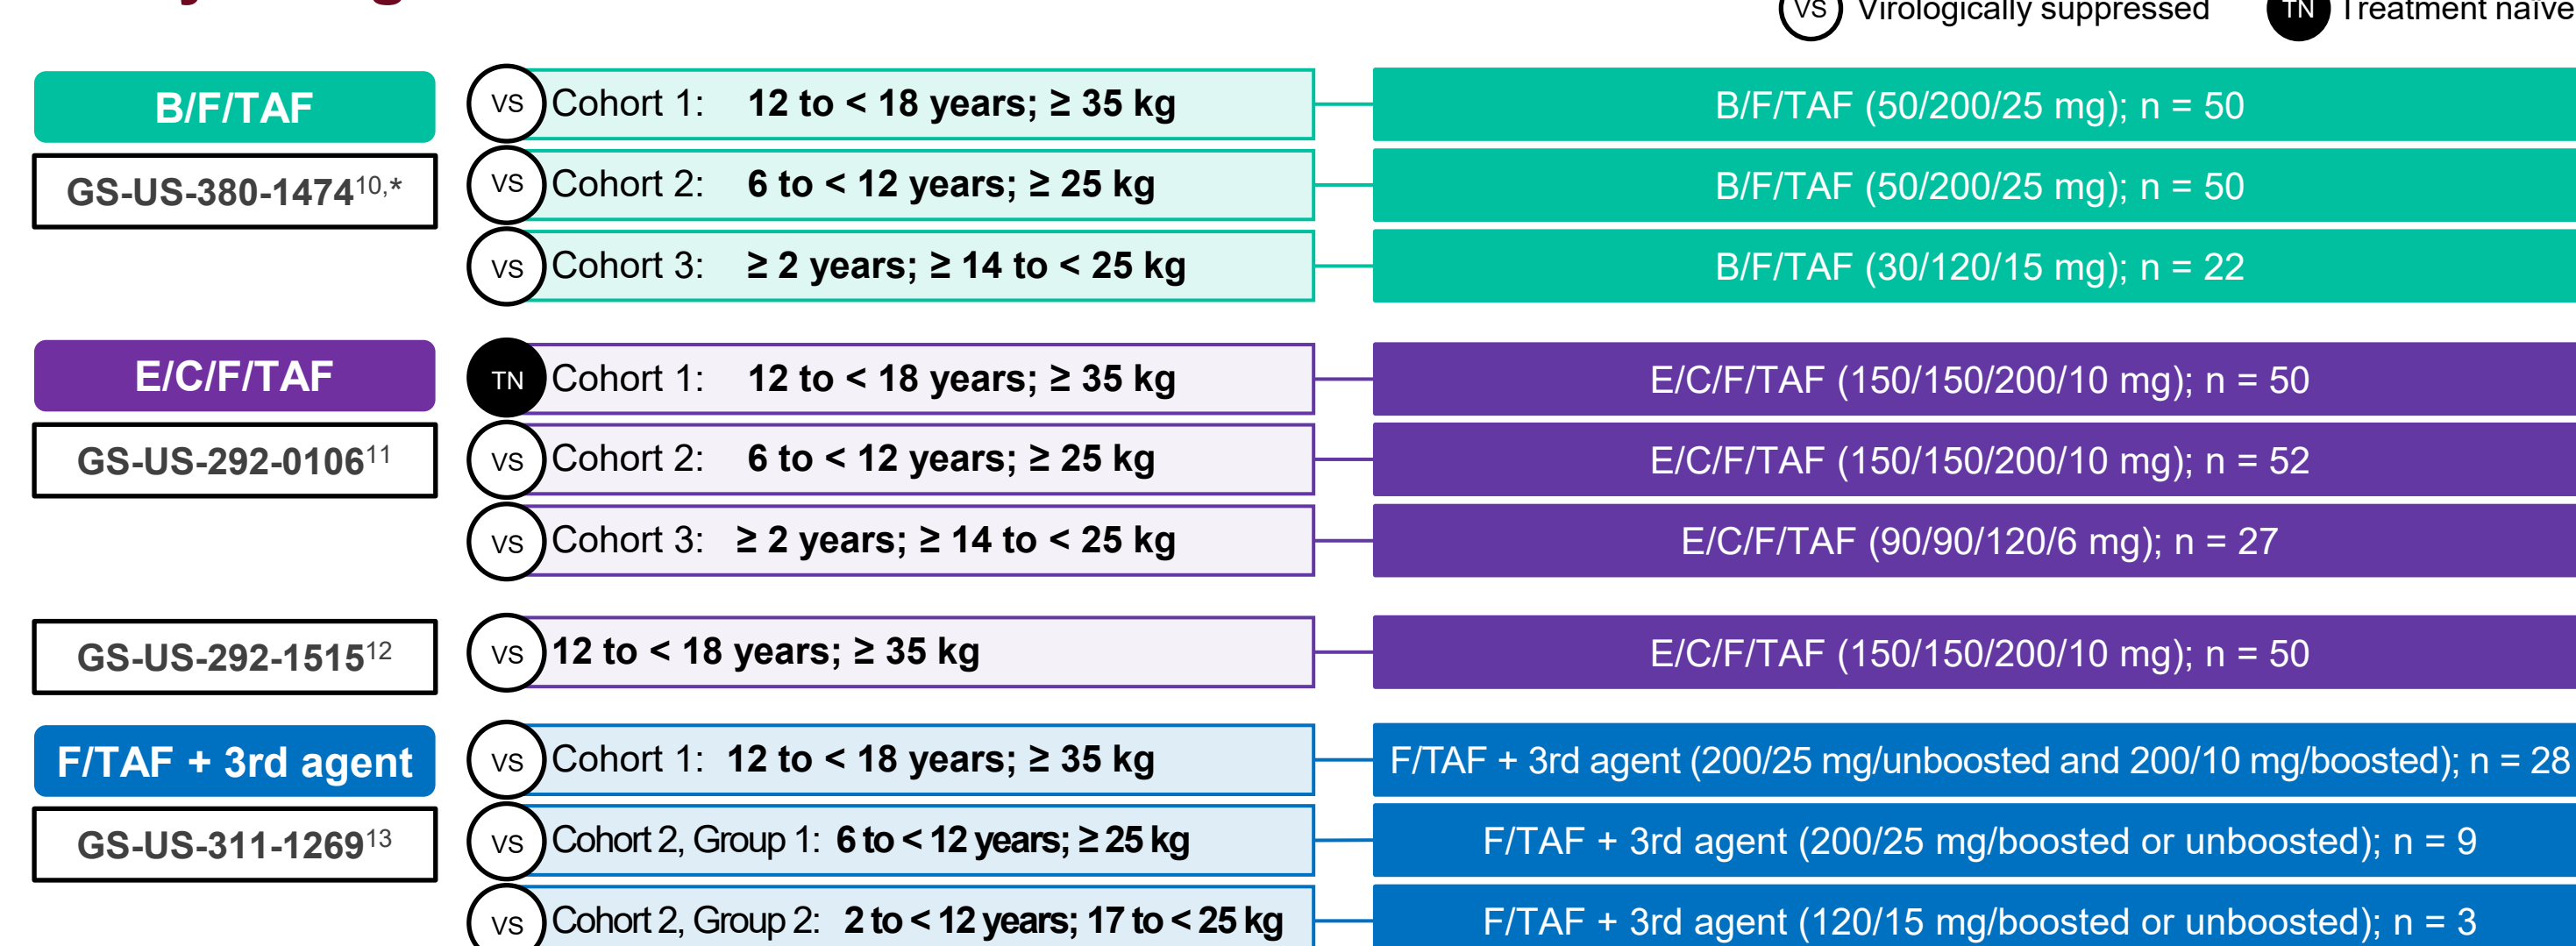 VS Virologically suppressed TN Treatment naïve
B/F/TAF
GS-US-380-147410,*
VS Cohort 1: 12 to < 18 years; ≥ 35 kg B/F/TAF (50/200/25 mg); n = 50
VS Cohort 2: 6 to < 12 years; ≥ 25 kg B/F/TAF (50/200/25 mg); n = 50
VS Cohort 3: ≥ 2 years; ≥ 14 to < 25 kg B/F/TAF (30/120/15 mg); n = 22
E/C/F/TAF
GS-US-292-010611
TN Cohort 1: 12 to < 18 years; ≥ 35 kg E/C/F/TAF (150/150/200/10 mg); n = 50
VS Cohort 2: 6 to < 12 years; ≥ 25 kg E/C/F/TAF (150/150/200/10 mg); n = 52
VS Cohort 3: ≥ 2 years; ≥ 14 to < 25 kg E/C/F/TAF (90/90/120/6 mg); n = 27
GS-US-292-151512
VS 12 to < 18 years; ≥ 35 kg E/C/F/TAF (150/150/200/10 mg); n = 50
F/TAF + 3rd agent
GS-US-311-126913
VS Cohort 1: 12 to < 18 years; ≥ 35 kg F/TAF + 3rd agent (200/25 mg/unboosted and 200/10 mg/boosted); n = 28
VS Cohort 2, Group 1: 6 to < 12 years; ≥ 25 kg F/TAF + 3rd agent (200/25 mg/boosted or unboosted); n = 9
VS Cohort 2, Group 2: 2 to < 12 years; 17 to < 25 kg F/TAF + 3rd agent (120/15 mg/boosted or unboosted); n = 3